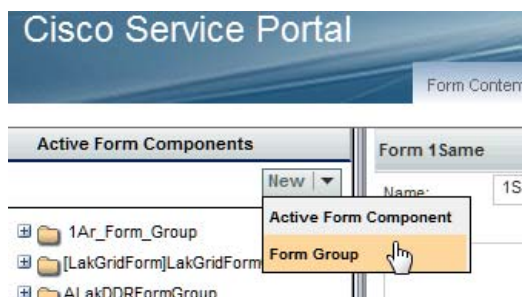 Cisco Service Portal
Form Conten
Active Form Components
Form 1Same
New
Name:
1S
Active Form Component
Form Group
1Ar_Form_Group
[LakGridForm]LakGridForm
ALakDDRFormGroup